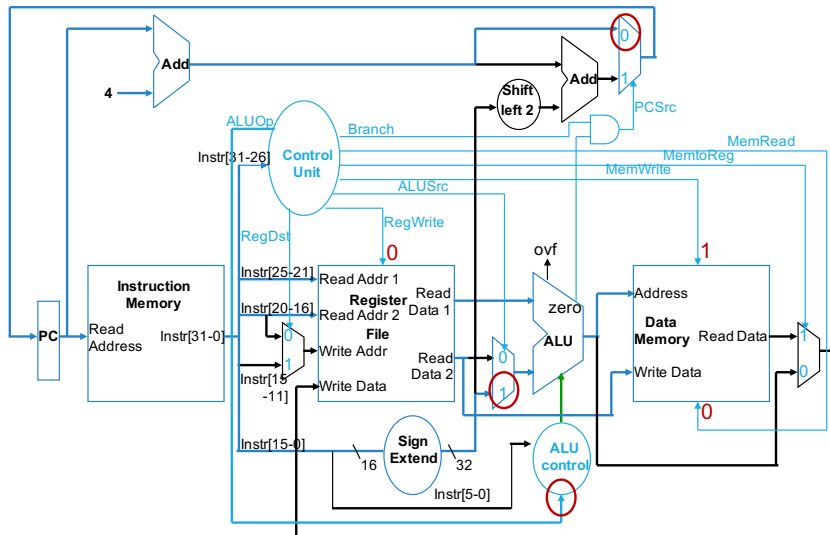 0
Add
Add
4
1
Shift
left 2
PCSrc
ALUOp
Branch
MemRead
Instr[31-26]
Control
Unit
MemtoReg
MemWrite
ALUSrc
RegDst
RegWrite
0
1
ovf
Instruction
Memory
Instr[25-21]
Read Addr 1
Register
File
Read
Data 1
Address
Instr[20-16]
Read Addr 2
zero
PC
Read
Address
Instr[31-0]
0
Write Addr
ALU
Data
Memory
Read Data
1
1
Read
Data 2
0
Instr[15
-11]
Write Data
1
Write Data
0
0
Instr[15-0]
Sign
Extend
16
32
ALU
control
Instr[5-0]